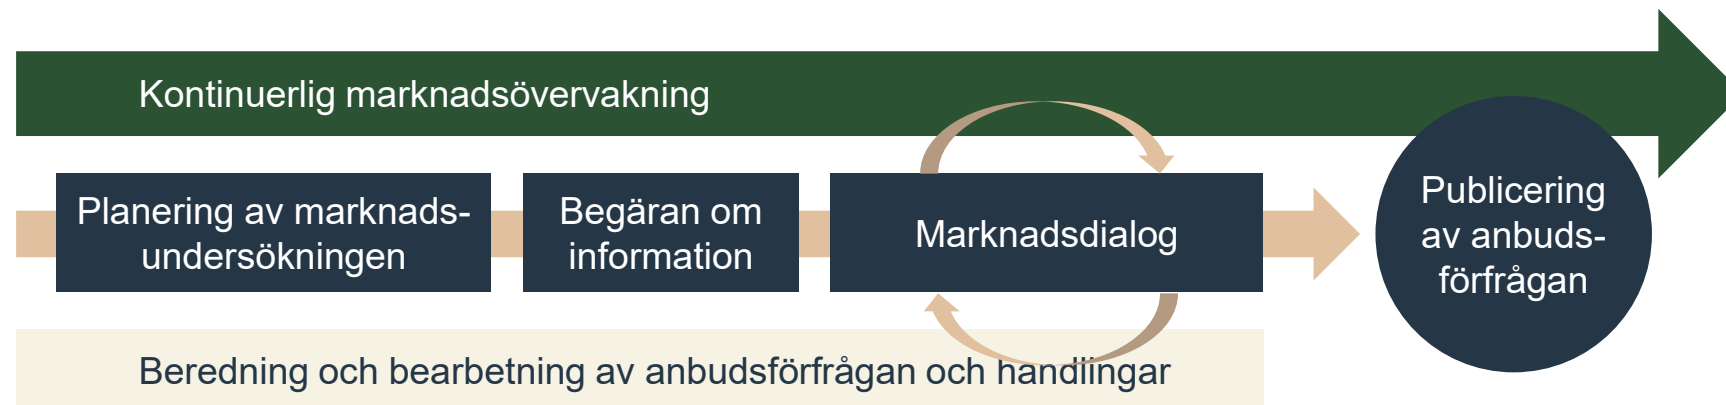 Kontinuerlig marknadsövervakning
Planering av marknads-
undersökningen
Begäran om
information
Marknadsdialog
Publicering
av anbuds-
förfrågan
Beredning och bearbetning av anbudsförfrågan och handlingar